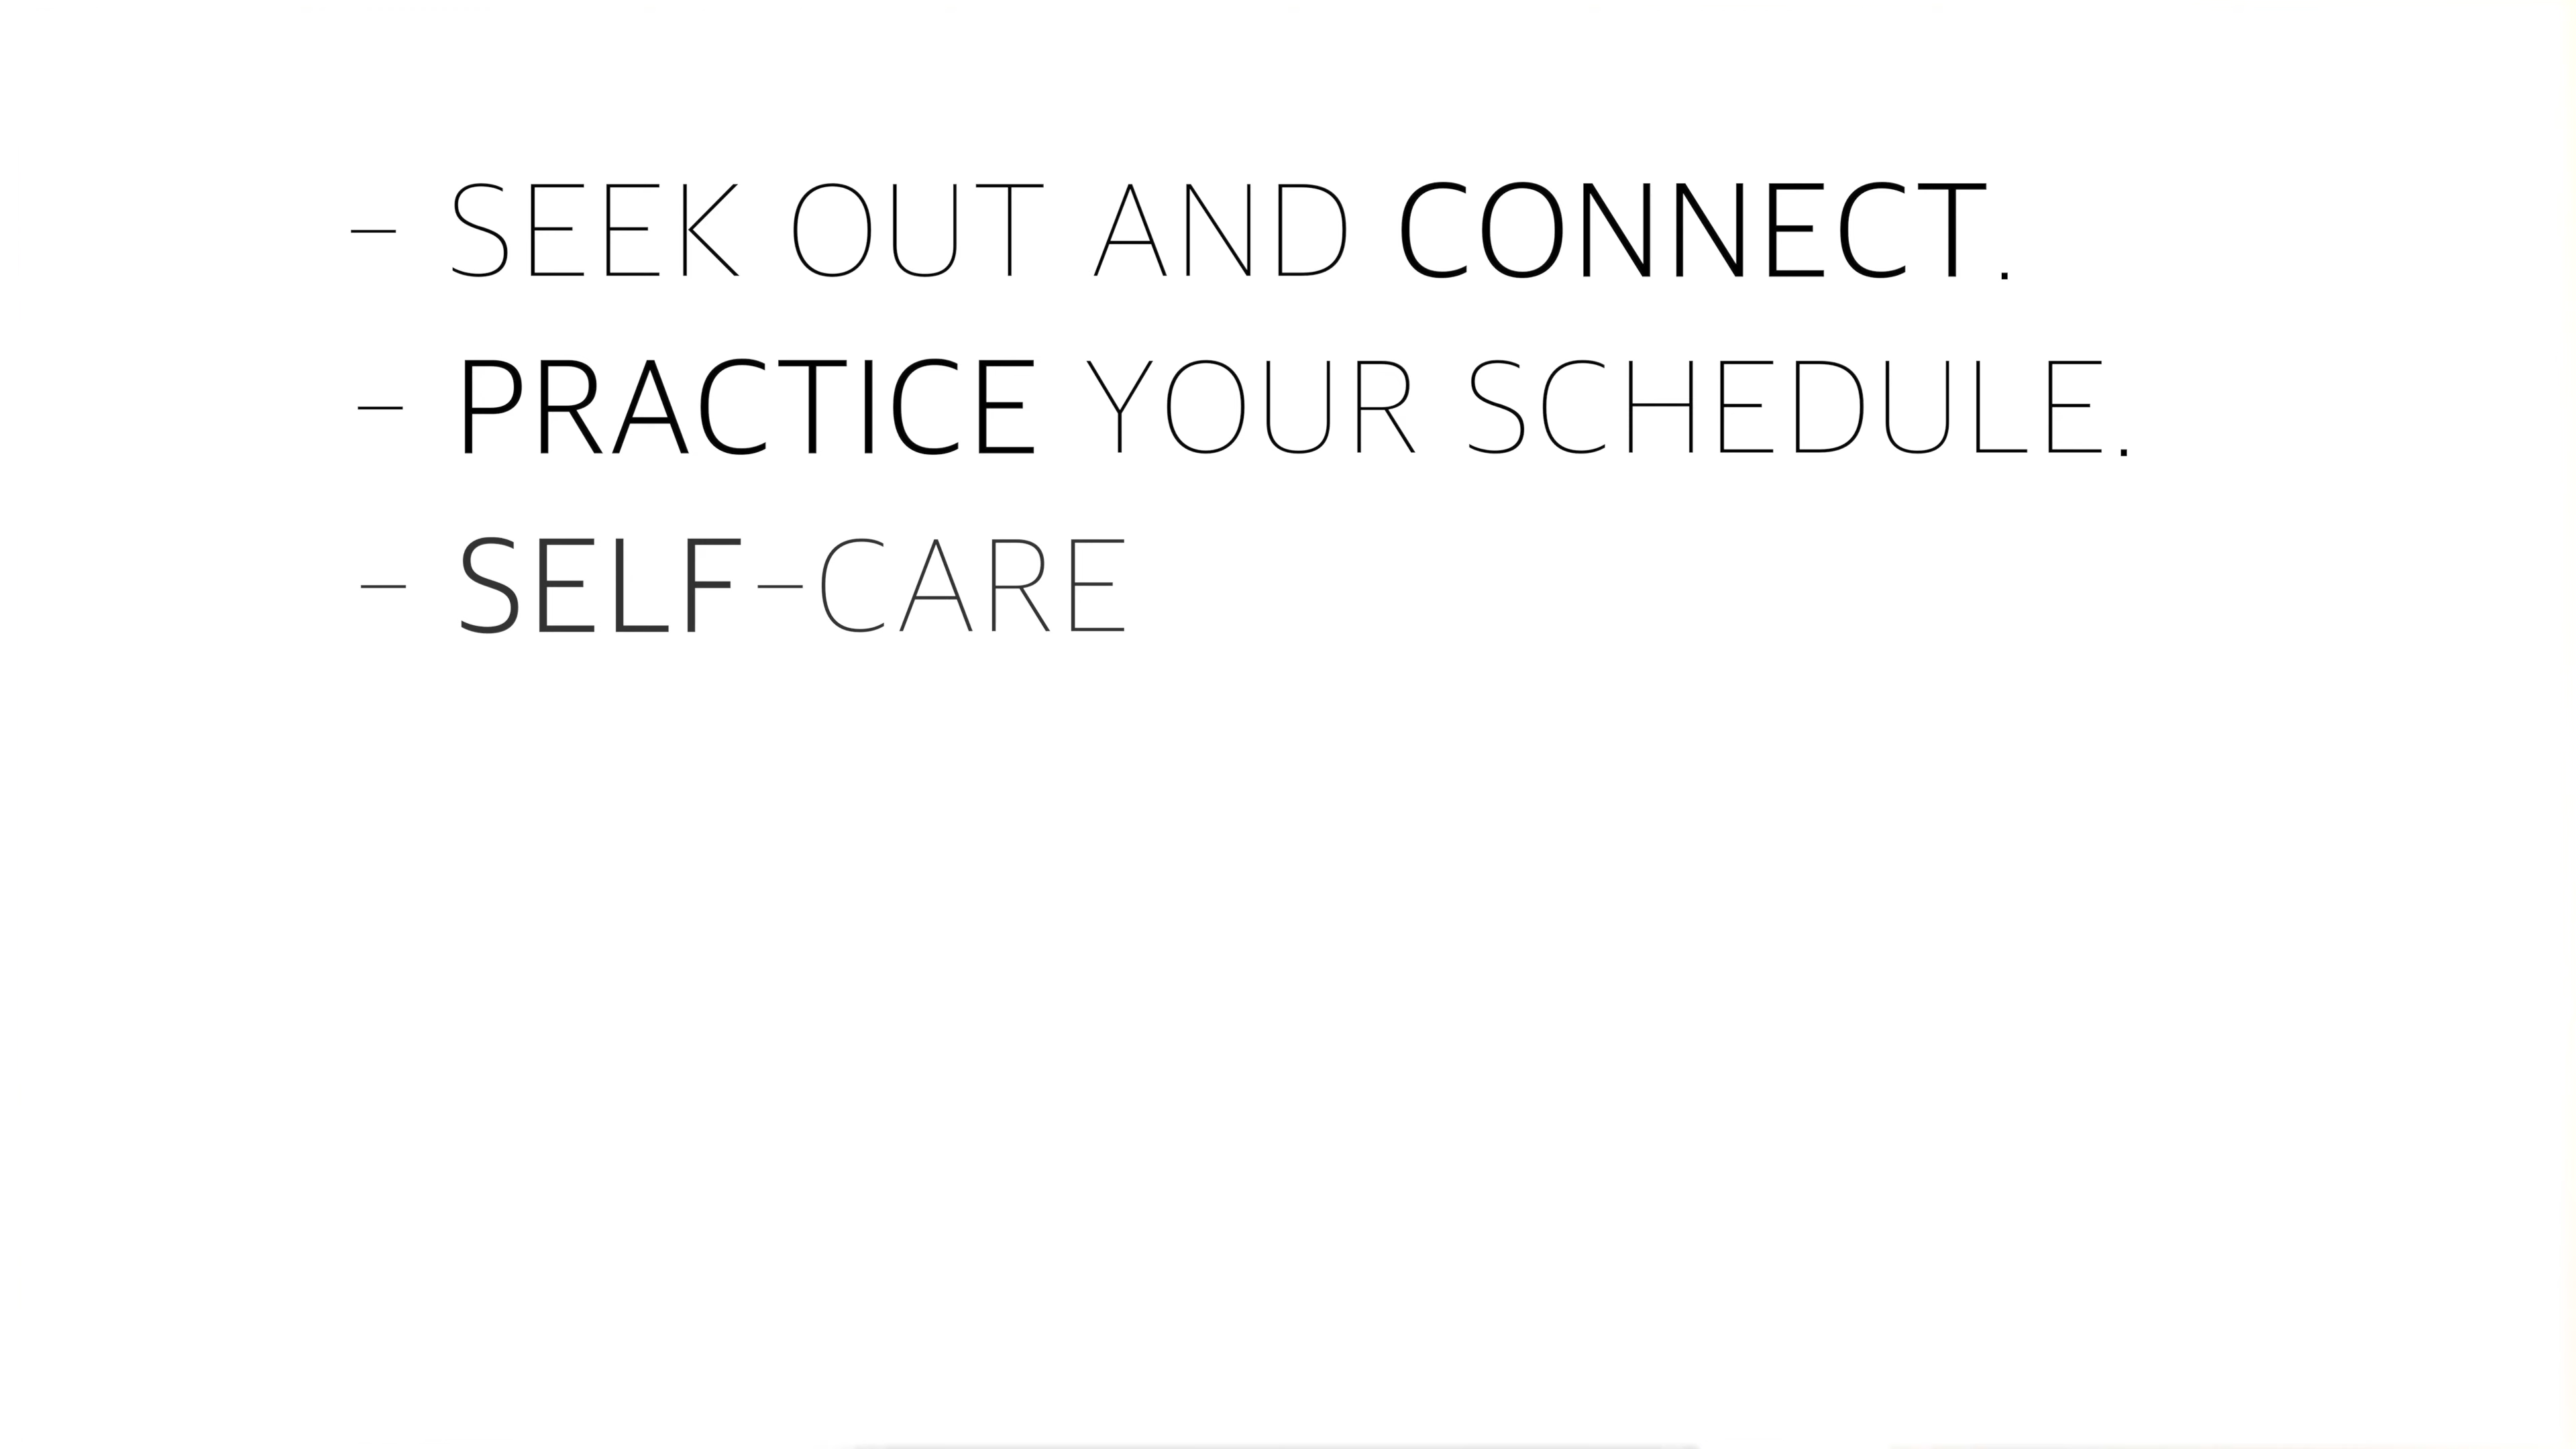 - SEEK OUT AND CONNECT.
- PRACTICE YOUR SCHEDULE.
- SELF-CARE